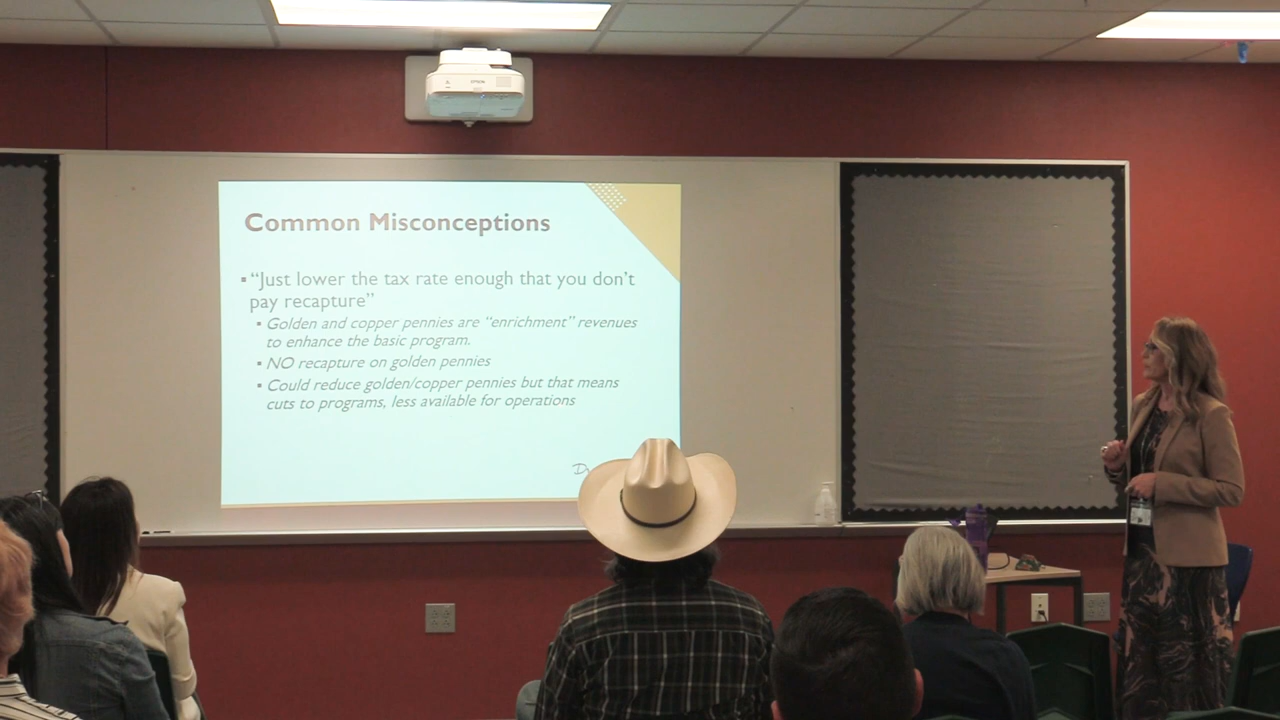 EPSON
Common Misconceptions
▪ “Just lower the tax rate enough that you don’t
pay recapture”
▪ Golden and copper pennies are “enrichment” revenues
to enhance the basic program.
▪ NO recapture on golden pennies
▪ Could reduce golden/copper pennies but that means
cuts to programs, less available for operations